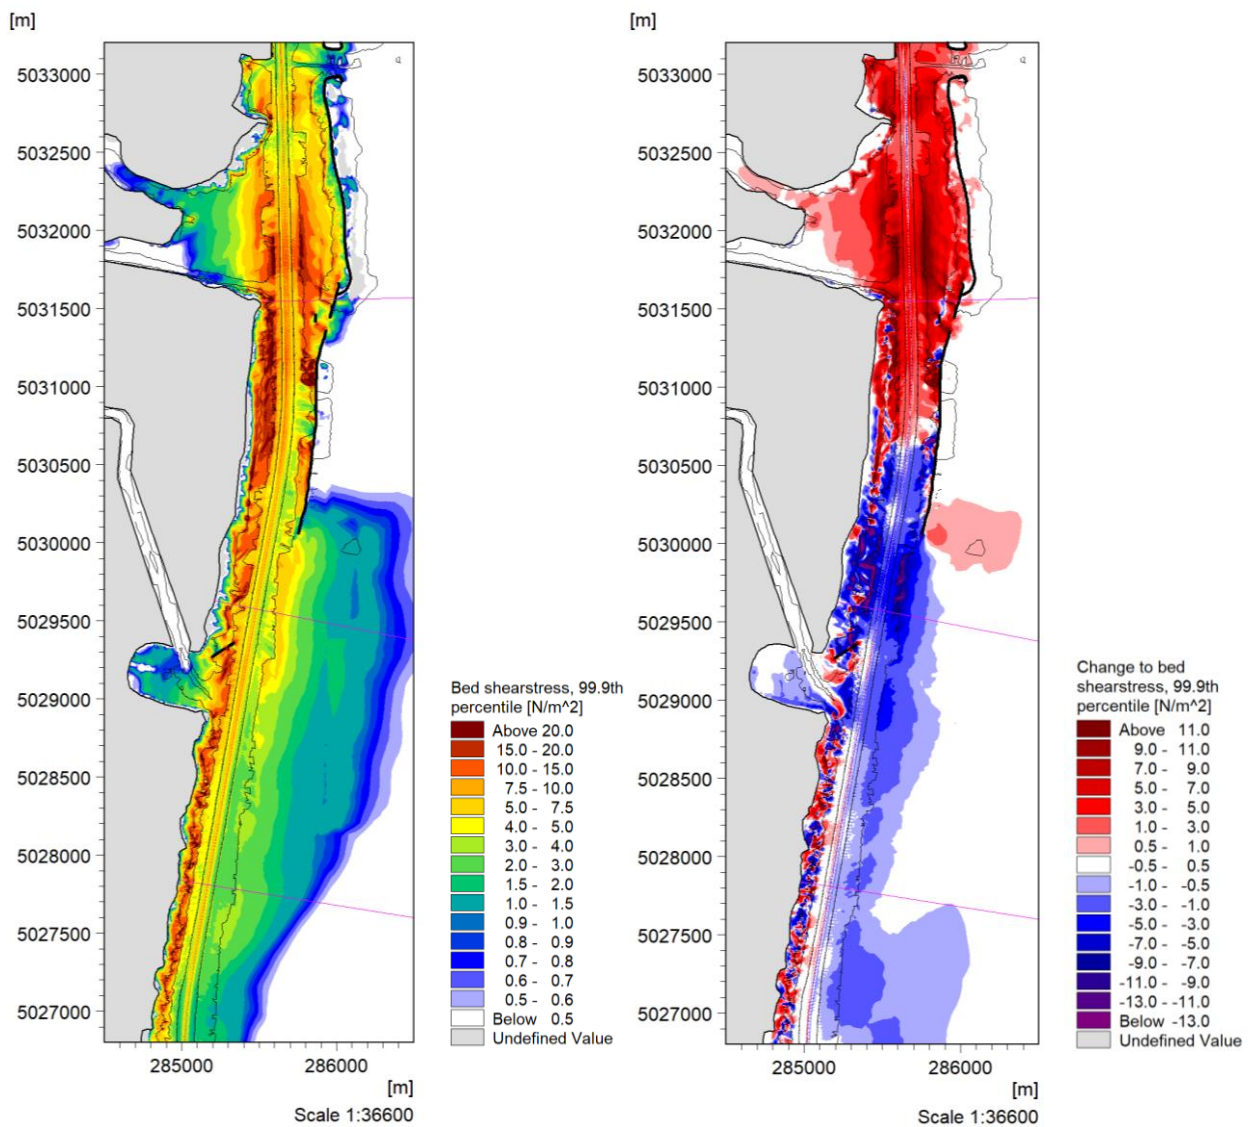 [m]
5033000
5032500
5032000
5031500
5031000
5030500
5030000
5029500
5029000
5028500
5028000
5027500
5027000
285000
286000
[m]
Scale 1:36600
Bed shearstress, 99.9th
percentile [N/m^2]
Above 20.0
15.0 - 20.0
10.0 - 15.0
7.5 - 10.0
5.0 - 7.5
4.0 - 5.0
3.0 - 4.0
2.0 - 3.0
1.5 - 2.0
1.0 - 1.5
0.9 - 1.0
0.8 - 0.9
0.7 - 0.8
0.6 - 0.7
0.5 - 0.6
Below 0.5
Undefined Value
[m]
5033000
5032500
5032000
5031500
5031000
5030500
5030000
5029500
5029000
5028500
5028000
5027500
5027000
285000
286000
[m]
Scale 1:36600
Change to bed
shearstress, 99.9th
percentile [N/m^2]
Above 11.0
9.0 - 11.0
7.0 - 9.0
5.0 - 7.0
3.0 - 5.0
1.0 - 3.0
0.5 - 1.0
-0.5 - 0.5
-1.0 - -0.5
-3.0 - -1.0
-5.0 - -3.0
-7.0 - -5.0
-9.0 - -7.0
-11.0 - -9.0
-13.0 - -11.0
Below -13.0
Undefined Value